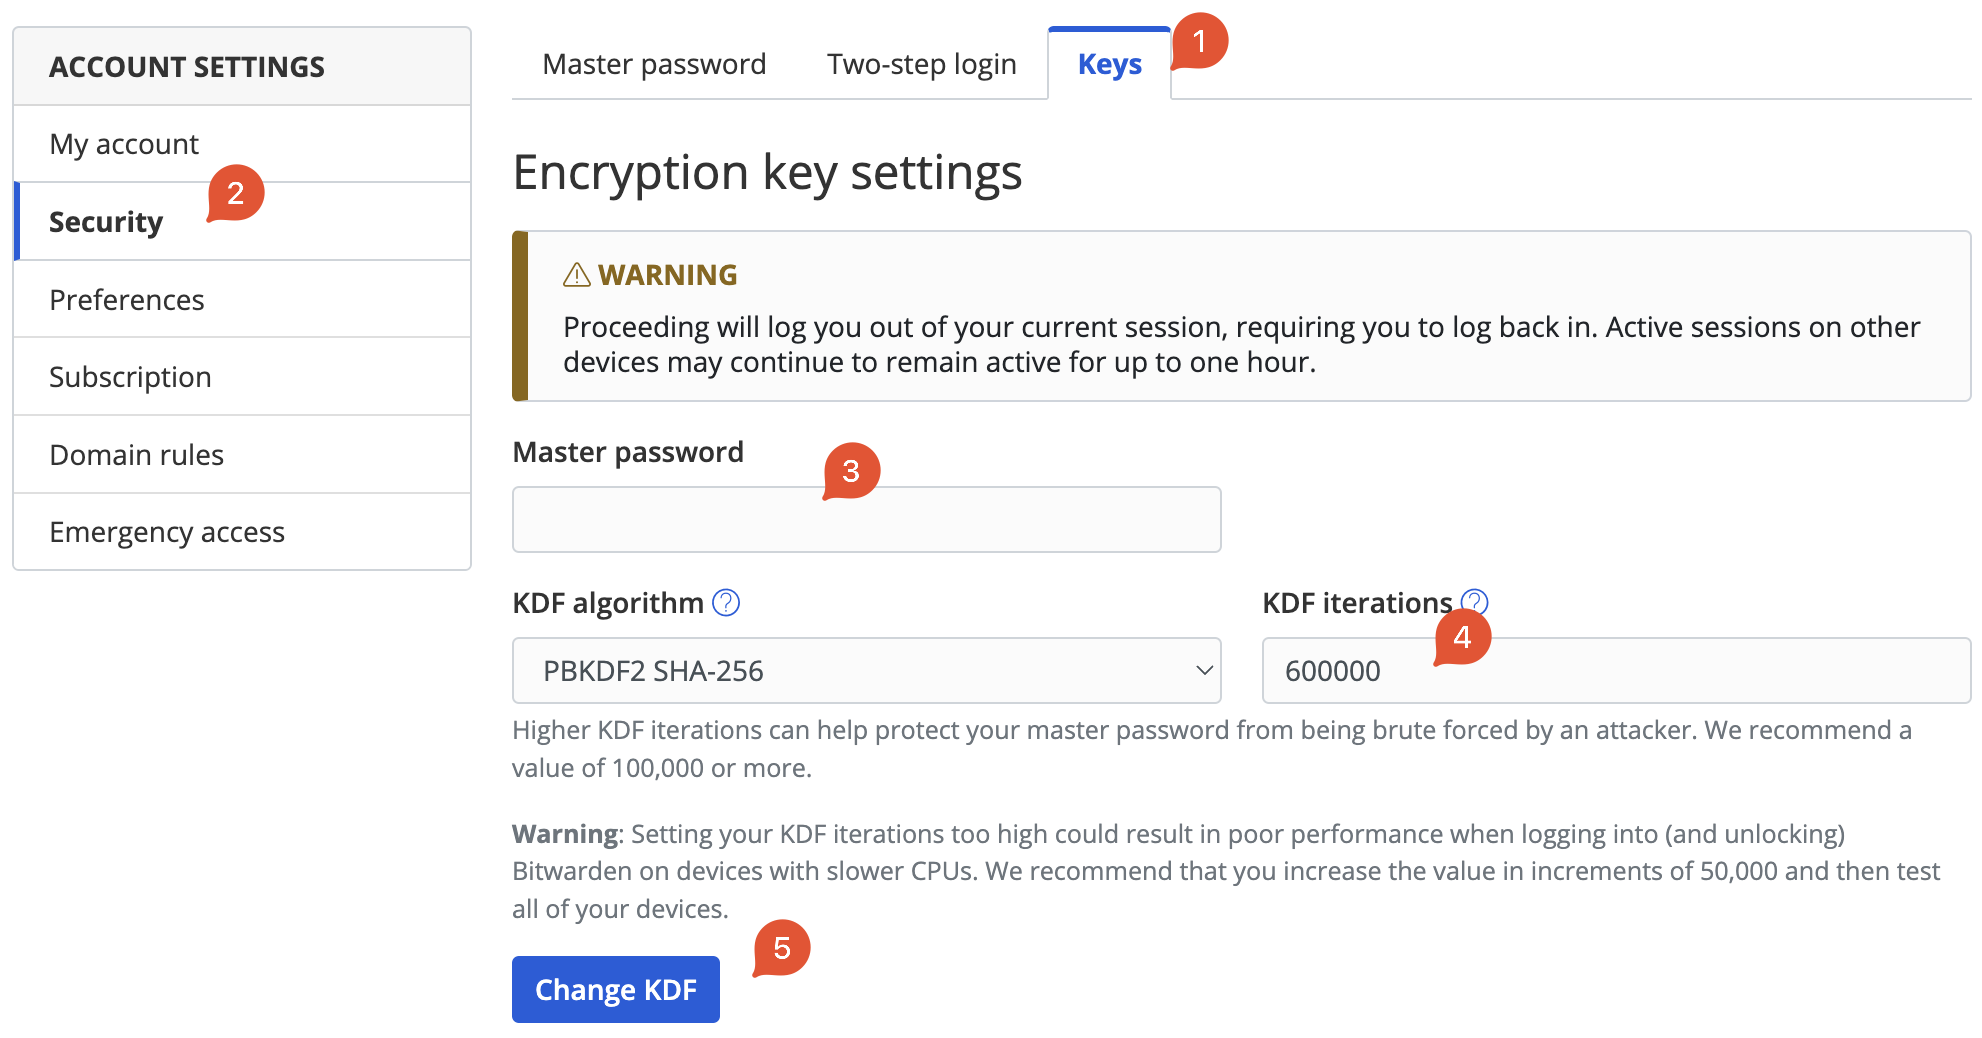 ACCOUNT SETTINGS
My account
2
Security
Preferences
Subscription
Domain rules
Emergency access
Master password
Two-step login
Keys
1
Encryption key settings
WARNING
Proceeding will log you out of your current session, requiring you to log back in. Active sessions on other
devices may continue to remain active for up to one hour.
Master password
3
KDF algorithm ?
PBKDF2 SHA-256
KDF iterations ?
4
600000
Higher KDF iterations can help protect your master password from being brute forced by an attacker. We recommend a
value of 100,000 or more.
Warning: Setting your KDF iterations too high could result in poor performance when logging into (and unlocking)
Bitwarden on devices with slower CPUs. We recommend that you increase the value in increments of 50,000 and then test
all of your devices.
5
Change KDF